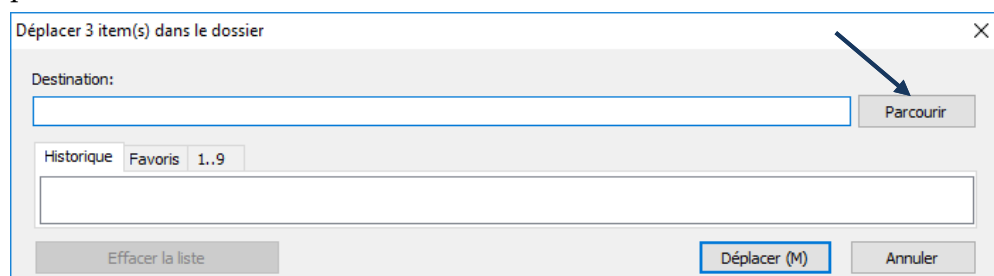 Déplacer 3 item(s) dans le dossier
Destination:
Parcourir
Historique Favoris 1..9
Effacer la liste Déplacer (M) Annuler